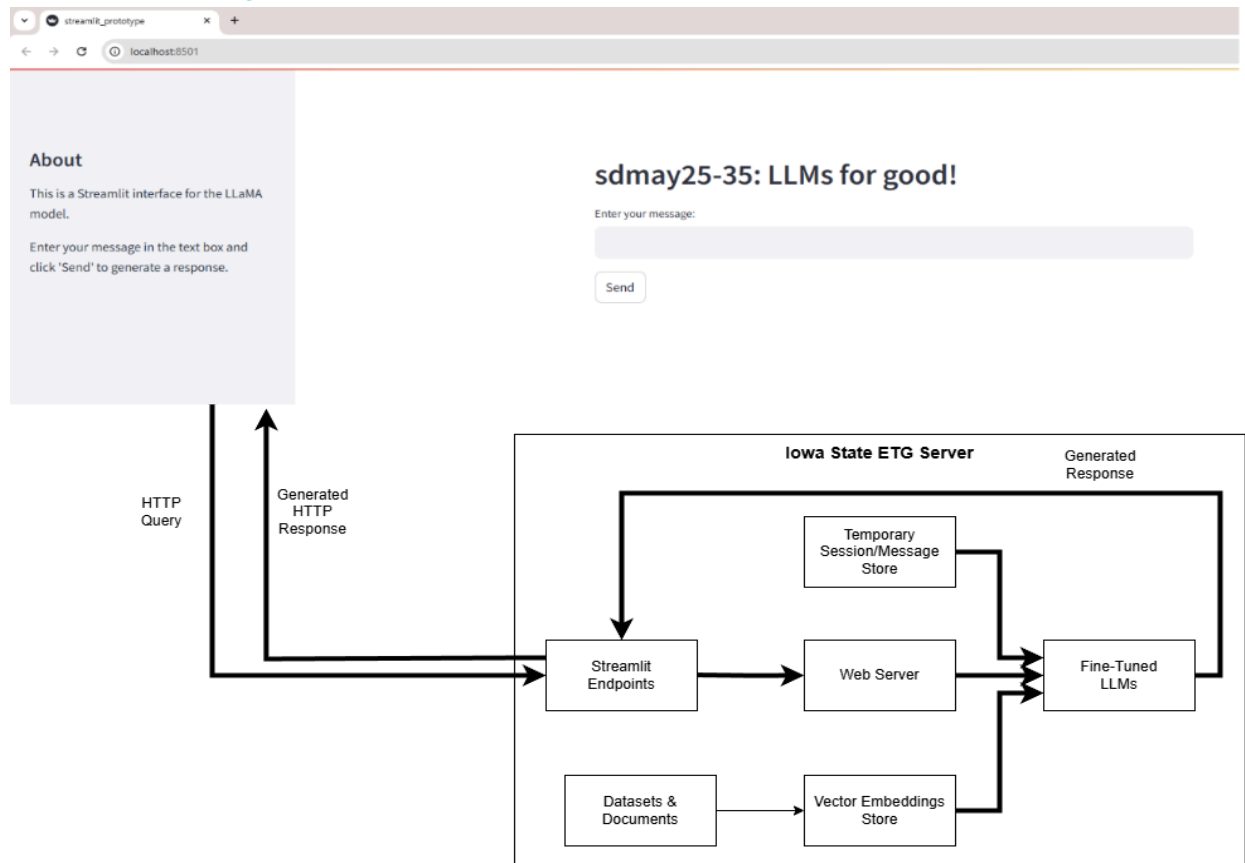 streamlit_prototype
localhost:8501
About
This is a Streamlit interface for the LLaMA
model.
Enter your message in the text box and
click 'Send' to generate a response.
sdmay25-35: LLMs for good!
Enter your message:
Send
HTTP
Query
Generated
HTTP
Response
Iowa State ETG Server
Generated
Response
Temporary
Session/Message
Store
Streamlit
Endpoints
Web Server
Fine-Tuned
LLMs
Datasets &
Documents
Vector Embeddings
Store